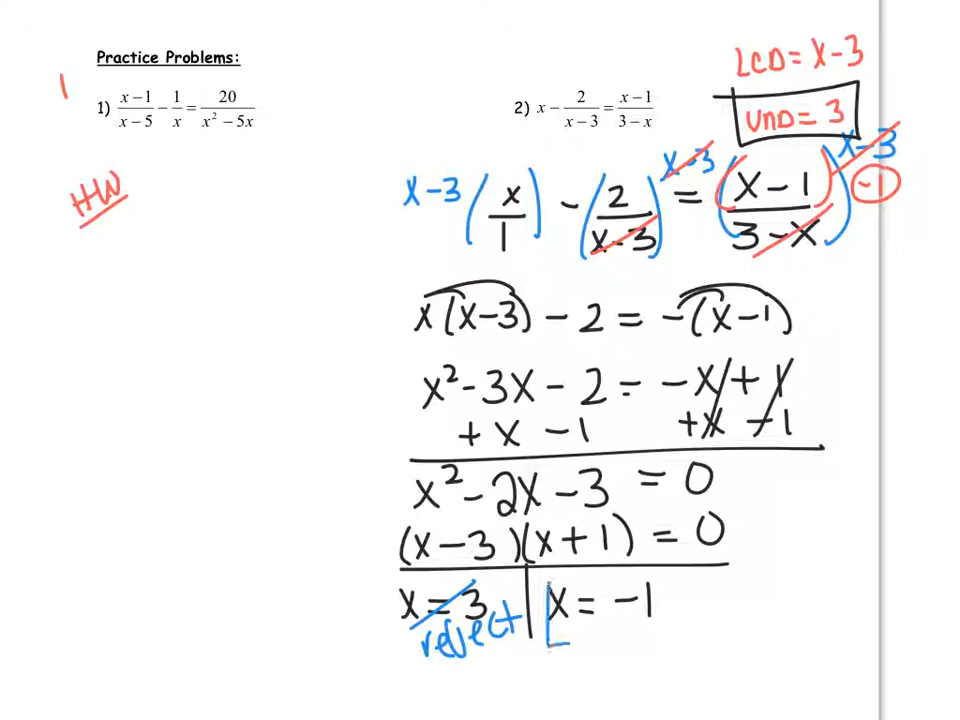 Practice Problems:
LCD = x-3
UND = 3
1) (x-1)/(x-5) - 1/x = 20/(x² - 5x)
2) x - 2/(x-3) = (x-1)/(3-x)
HW
x-3 (x/1) - (2/(x-3)) x-3 = ((x-1)/(3-x)) x-3 -1
x(x-3) - 2 = -(x-1)
x² - 3x - 2 = -x + 1
+ x - 1 +x -1
x² - 2x - 3 = 0
(x-3)(x+1) = 0
x = 3 x = -1
reject